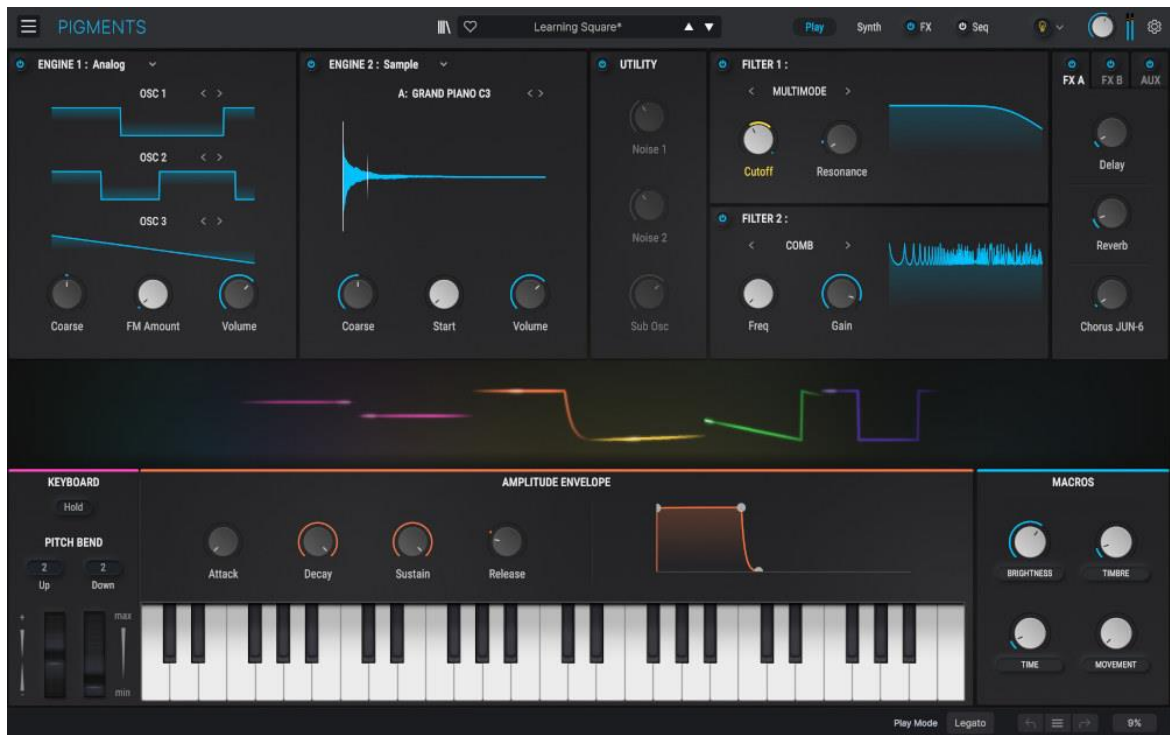 PIGMENTS
Learning Square*
Play Synth FX Seq
ENGINE 1 : Analog
OSC 1
OSC 2
OSC 3
Coarse FM Amount Volume
ENGINE 2 : Sample
A: GRAND PIANO C3
Coarse Start Volume
UTILITY
Noise 1
Noise 2
Sub Osc
FILTER 1 :
MULTIMODE
Cutoff Resonance
FILTER 2 :
COMB
Freq Gain
FX A FX B AUX
Delay
Reverb
Chorus JUN-6
KEYBOARD
Hold
PITCH BEND
2 2
Up Down
+ max
- min
AMPLITUDE ENVELOPE
Attack Decay Sustain Release
MACROS
BRIGHTNESS TIMBRE
TIME MOVEMENT
Play Mode Legato 9%